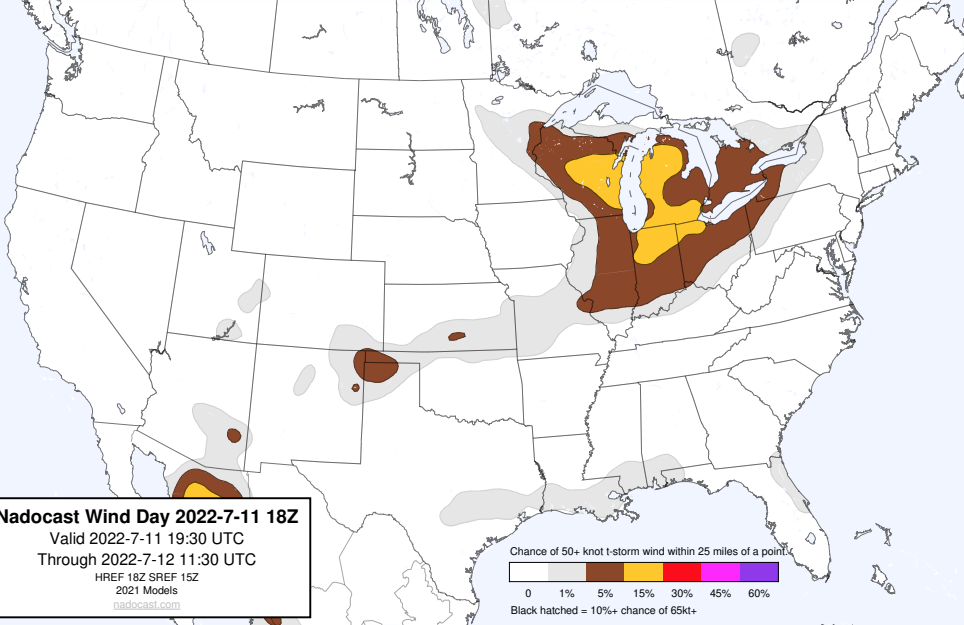 Nadocast Wind Day 2022-7-11 18Z
Valid 2022-7-11 19:30 UTC
Through 2022-7-12 11:30 UTC
HREF 18Z SREF 15Z
2021 Models
nadocast.com
Chance of 50+ knot t-storm wind within 25 miles of a point.
0 1% 5% 15% 30% 45% 60%
Black hatched = 10%+ chance of 65kt+